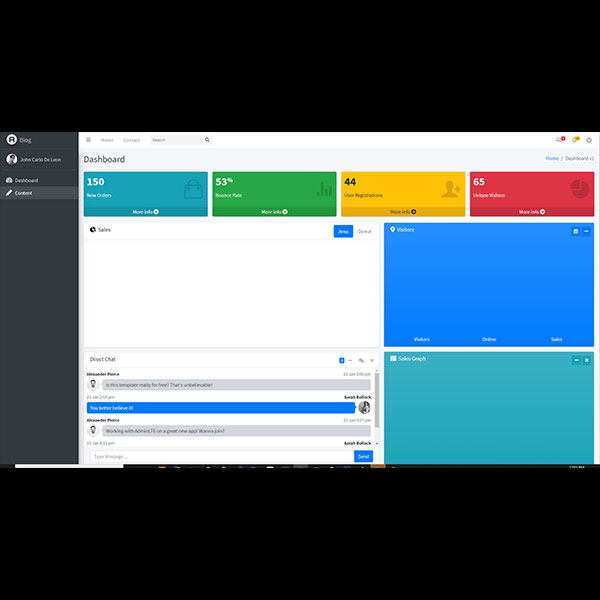 Blog
Home Contact Search
John Carlo De Leon
Dashboard
Content
Dashboard
Home / Dashboard v1
150
New Orders
More info
53%
Bounce Rate
More info
44
User Registrations
More info
65
Unique Visitors
More info
Sales
Area Donut
Visitors
Visitors Online Sales
Direct Chat
3
Alexander Pierce 23 Jan 2:00 pm
Is this template really for free? That's unbelievable!
23 Jan 2:05 pm Sarah Bullock
You better believe it!
Alexander Pierce 23 Jan 5:37 pm
Working with AdminLTE on a great new app! Wanna join?
23 Jan 6:10 pm Sarah Bullock
Type Message ... Send
Sales Graph